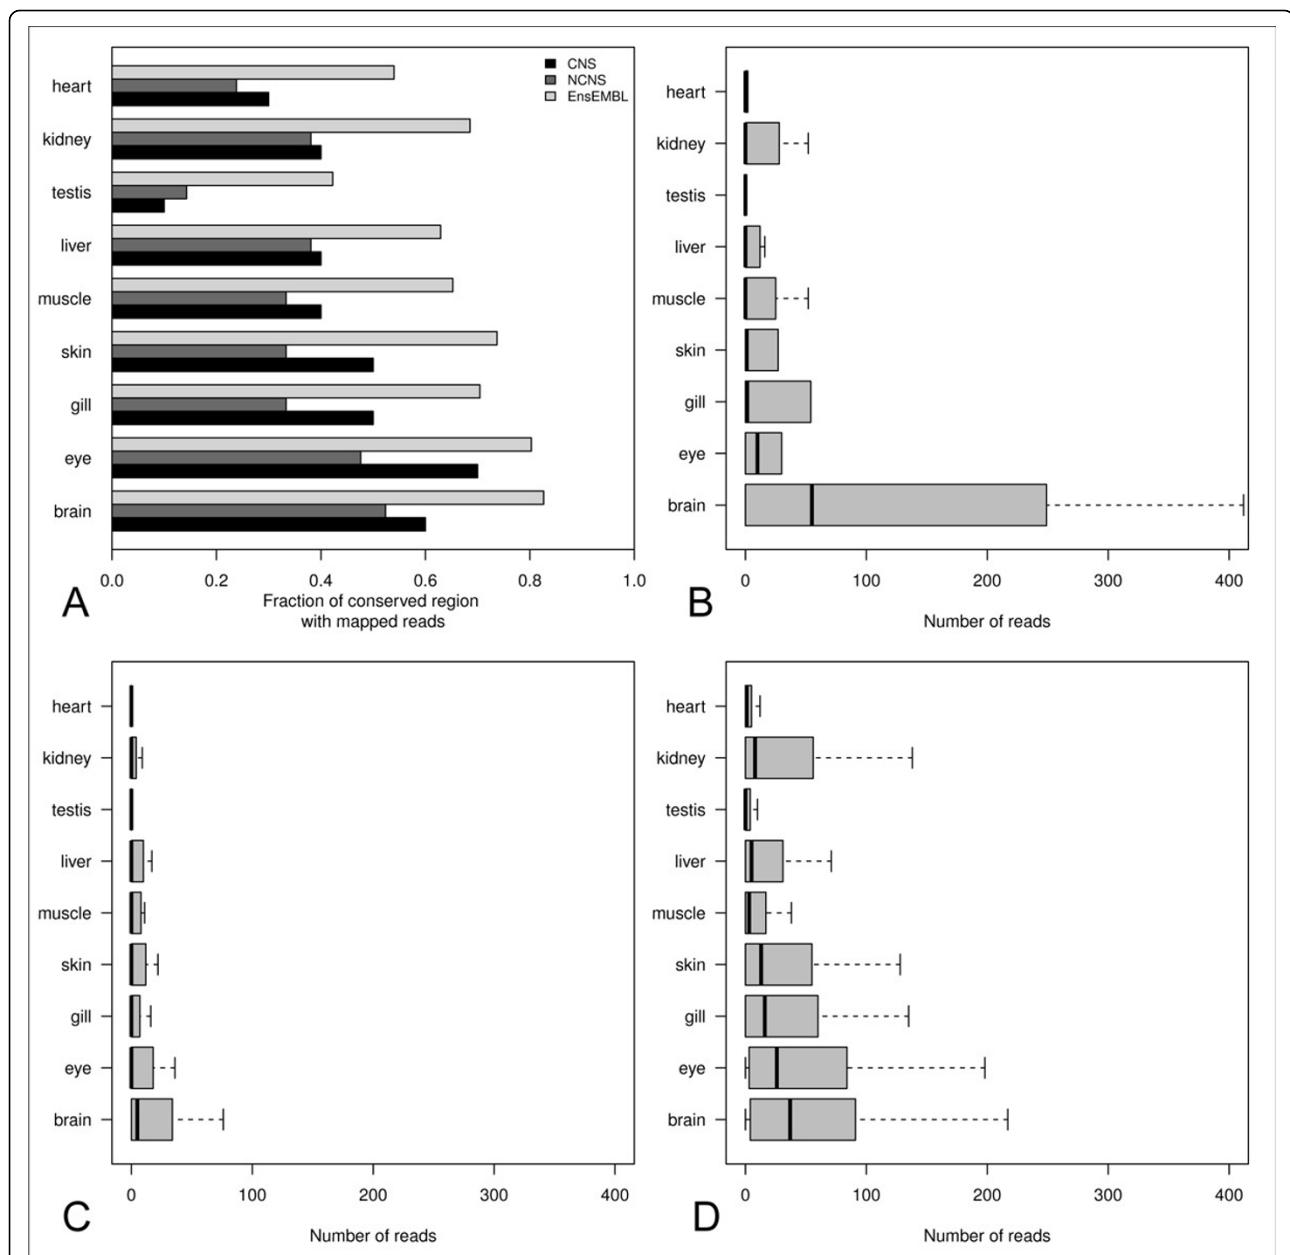 CNS
NCNS
EnsEMBL
heart
kidney
testis
liver
muscle
skin
gill
eye
brain
0.0 0.2 0.4 0.6 0.8 1.0
Fraction of conserved region
with mapped reads
A
heart
kidney
testis
liver
muscle
skin
gill
eye
brain
0 100 200 300 400
Number of reads
B
heart
kidney
testis
liver
muscle
skin
gill
eye
brain
0 100 200 300 400
Number of reads
C
heart
kidney
testis
liver
muscle
skin
gill
eye
brain
0 100 200 300 400
Number of reads
D